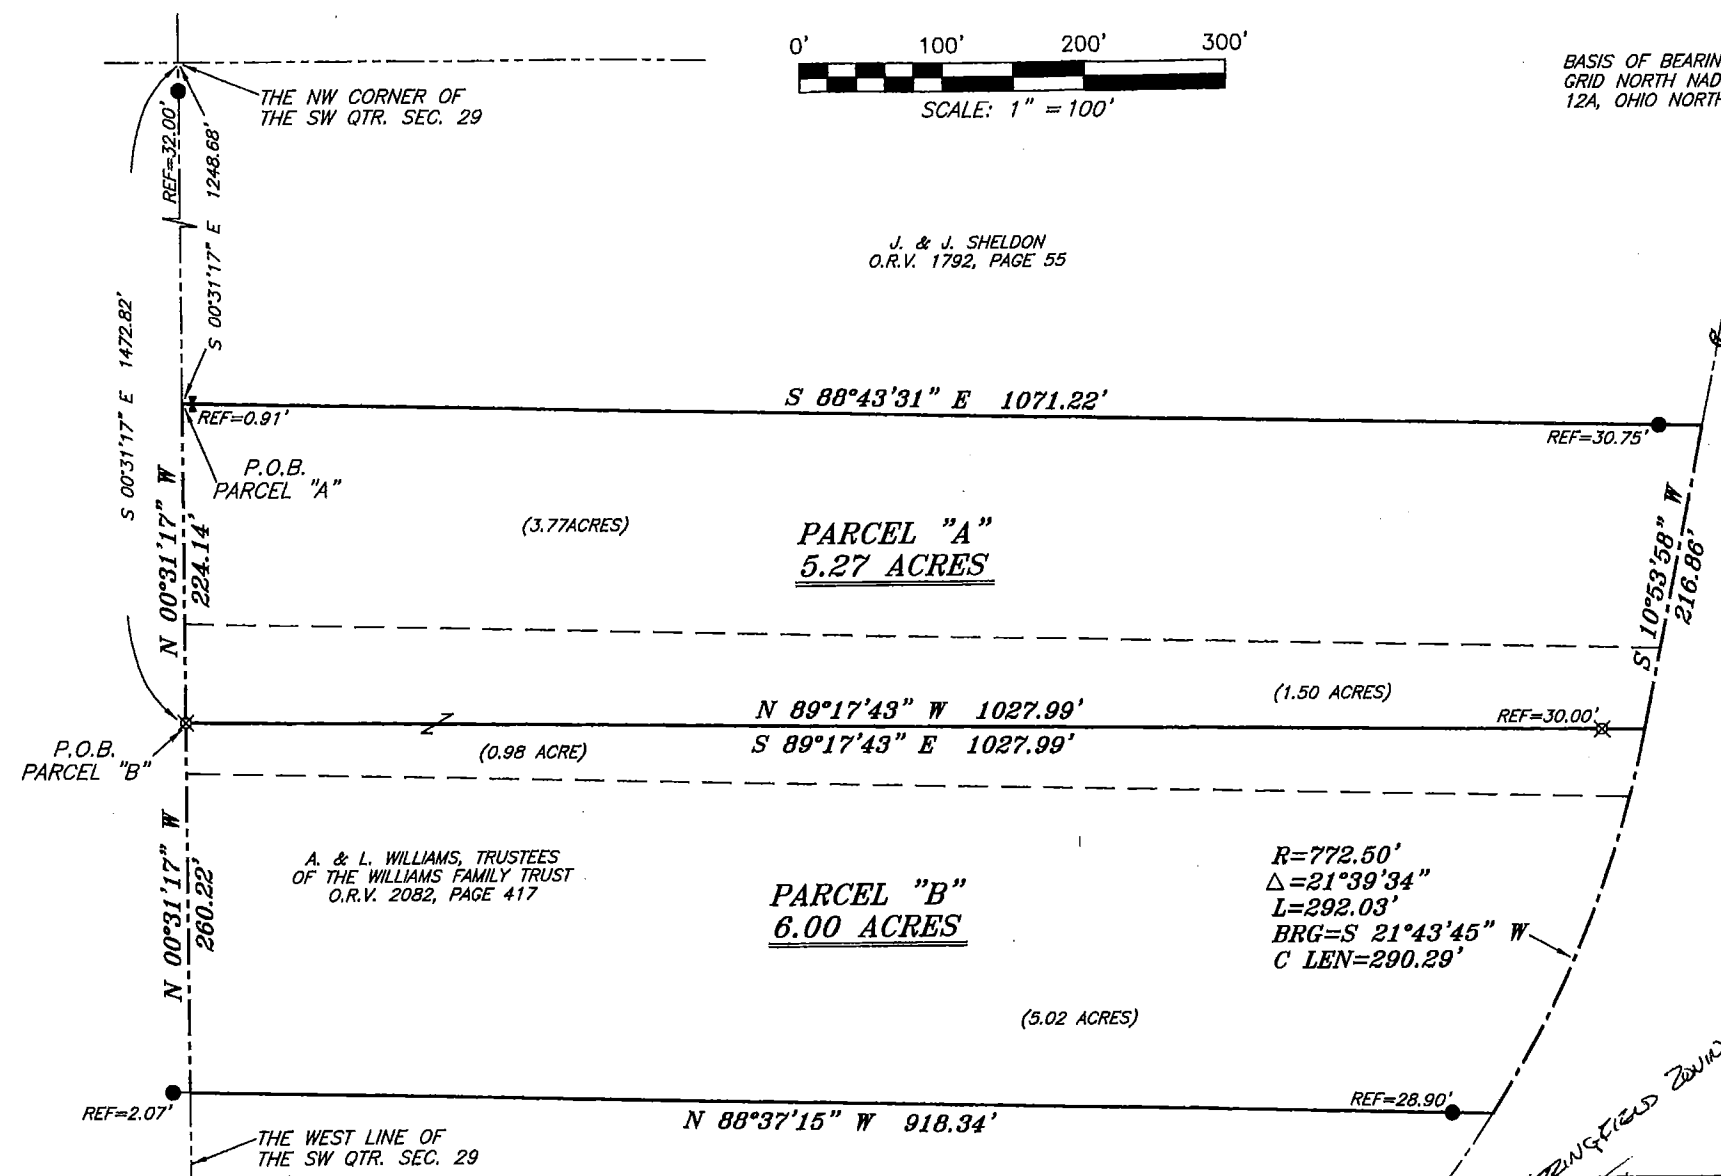 0' 100' 200' 300'
SCALE: 1" = 100'
BASIS OF BEARIN
GRID NORTH NAD
12A, OHIO NORTH
THE NW CORNER OF
THE SW QTR. SEC. 29
REF=32.00'
S 00°31'17" E 1248.68'
S 00°31'17" E 1472.82'
J. & J. SHELDON
O.R.V. 1792, PAGE 55
S 88°43'31" E 1071.22'
REF=0.91'
REF=30.75'
P.O.B.
PARCEL "A"
N 00°31'17" W
224.14'
(3.77ACRES)
PARCEL "A"
5.27 ACRES
S 10°53'58" W
216.86'
(1.50 ACRES)
N 89°17'43" W 1027.99'
REF=30.00'
S 89°17'43" E 1027.99'
P.O.B.
PARCEL "B"
(0.98 ACRE)
N 00°31'17" W
260.22'
A. & L. WILLIAMS, TRUSTEES
OF THE WILLIAMS FAMILY TRUST
O.R.V. 2082, PAGE 417
PARCEL "B"
6.00 ACRES
R=772.50'
Δ=21°39'34"
L=292.03'
BRG=S 21°43'45" W
C LEN=290.29'
(5.02 ACRES)
REF=2.07'
REF=28.90'
N 88°37'15" W 918.34'
THE WEST LINE OF
THE SW QTR. SEC. 29